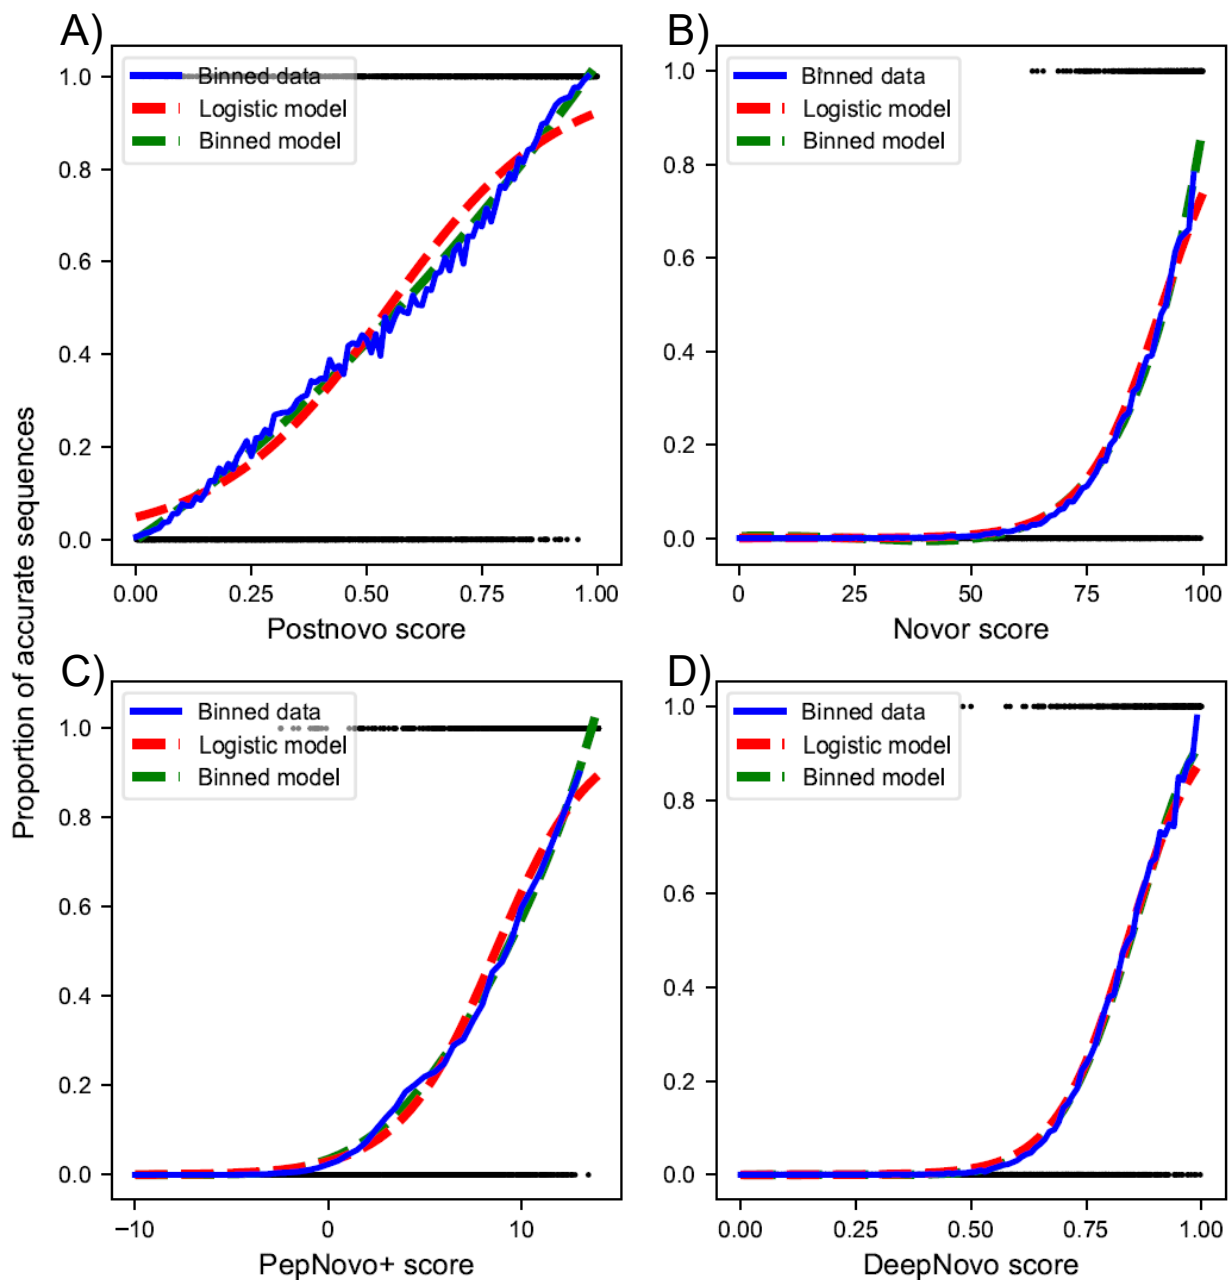 A)
Binned data
Logistic model
Binned model
1.0
0.8
0.6
0.4
0.2
0.0
0.00 0.25 0.50 0.75 1.00
Postnovo score
B)
Binned data
Logistic model
Binned model
1.0
0.8
0.6
0.4
0.2
0.0
0 25 50 75 100
Novor score
Proportion of accurate sequences
C)
Binned data
Logistic model
Binned model
1.0
0.8
0.6
0.4
0.2
0.0
−10 0 10
PepNovo+ score
D)
Binned data
Logistic model
Binned model
1.0
0.8
0.6
0.4
0.2
0.0
0.00 0.25 0.50 0.75 1.00
DeepNovo score